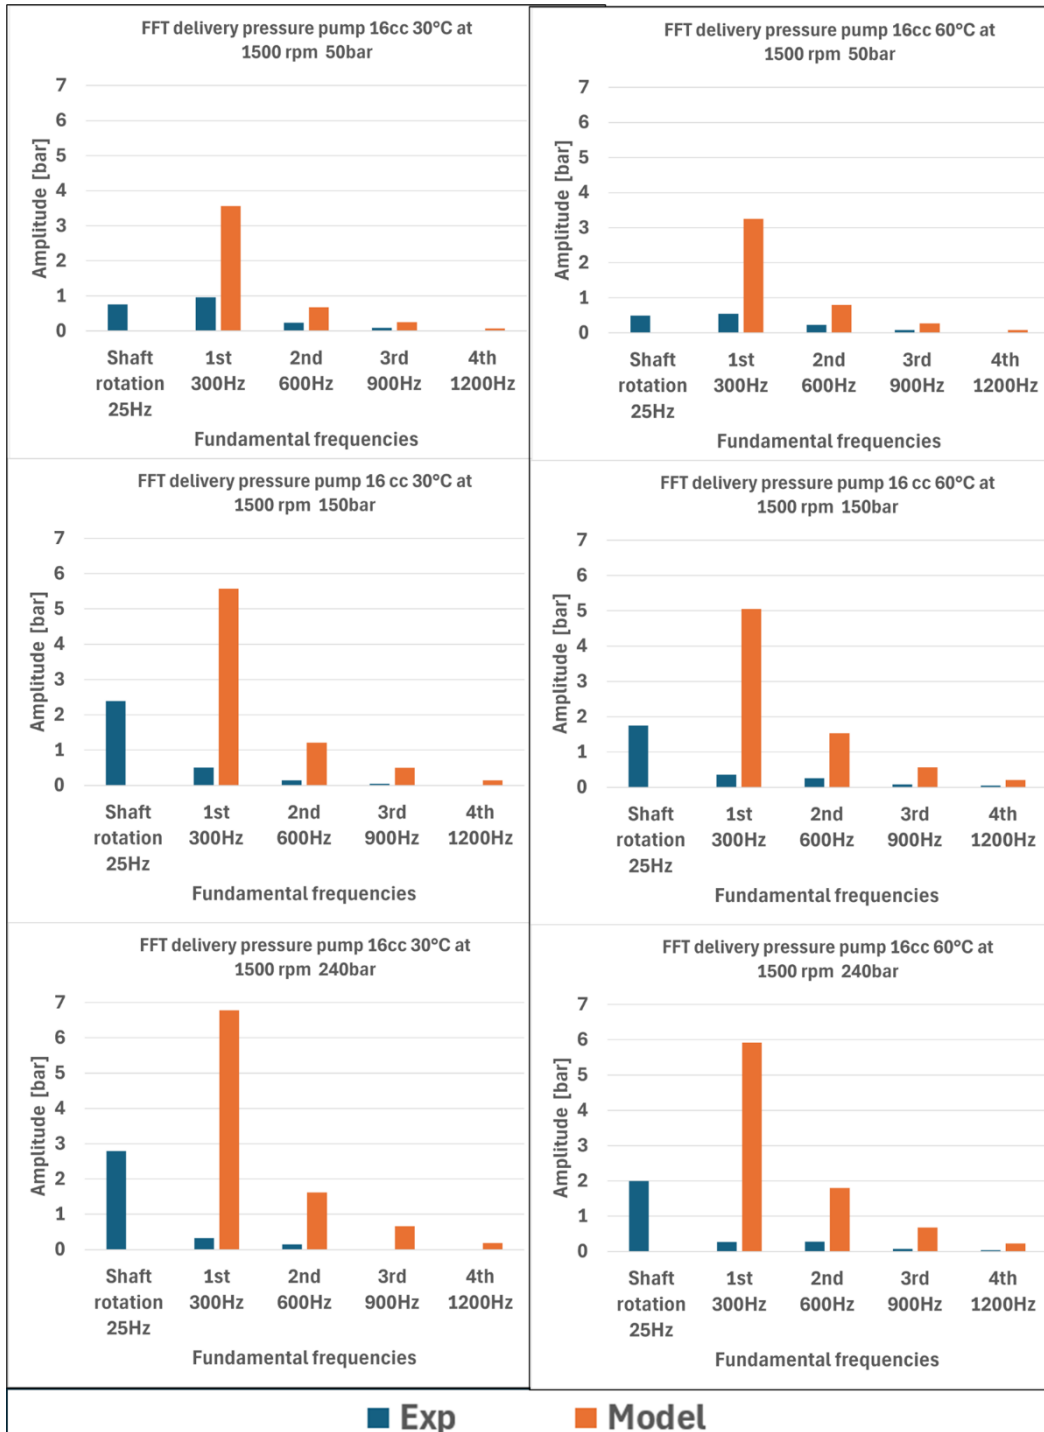 FFT delivery pressure pump 16cc 30°C at
1500 rpm 50bar
Amplitude [bar]
7
6
5
4
3
2
1
0
Shaft 1st 2nd 3rd 4th
rotation 300Hz 600Hz 900Hz 1200Hz
25Hz
Fundamental frequencies
FFT delivery pressure pump 16cc 60°C at
1500 rpm 50bar
Amplitude [bar]
7
6
5
4
3
2
1
0
Shaft 1st 2nd 3rd 4th
rotation 300Hz 600Hz 900Hz 1200Hz
25Hz
Fundamental frequencies
FFT delivery pressure pump 16 cc 30°C at
1500 rpm 150bar
Amplitude [bar]
7
6
5
4
3
2
1
0
Shaft 1st 2nd 3rd 4th
rotation 300Hz 600Hz 900Hz 1200Hz
25Hz
Fundamental frequencies
FFT delivery pressure pump 16 cc 60°C at
1500 rpm 150bar
Amplitude [bar]
7
6
5
4
3
2
1
0
Shaft 1st 2nd 3rd 4th
rotation 300Hz 600Hz 900Hz 1200Hz
25Hz
Fundamental frequencies
FFT delivery pressure pump 16cc 30°C at
1500 rpm 240bar
Amplitude [bar]
7
6
5
4
3
2
1
0
Shaft 1st 2nd 3rd 4th
rotation 300Hz 600Hz 900Hz 1200Hz
25Hz
Fundamental frequencies
FFT delivery pressure pump 16cc 60°C at
1500 rpm 240bar
Amplitude [bar]
7
6
5
4
3
2
1
0
Shaft 1st 2nd 3rd 4th
rotation 300Hz 600Hz 900Hz 1200Hz
25Hz
Fundamental frequencies
Exp Model